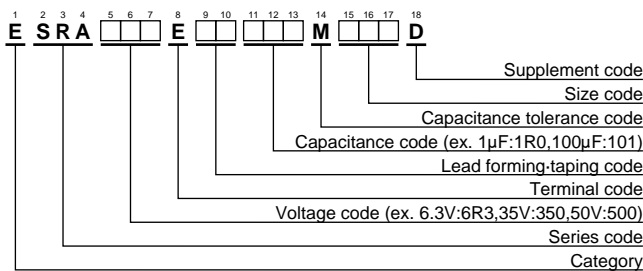 1 2 3 4 5 6 7 8 9 10 11 12 13 14 15 16 17 18
E S R A E M D
Supplement code
Size code
Capacitance tolerance code
Capacitance code (ex. 1µF:1R0,100µF:101)
Lead forming·taping code
Terminal code
Voltage code (ex. 6.3V:6R3,35V:350,50V:500)
Series code
Category